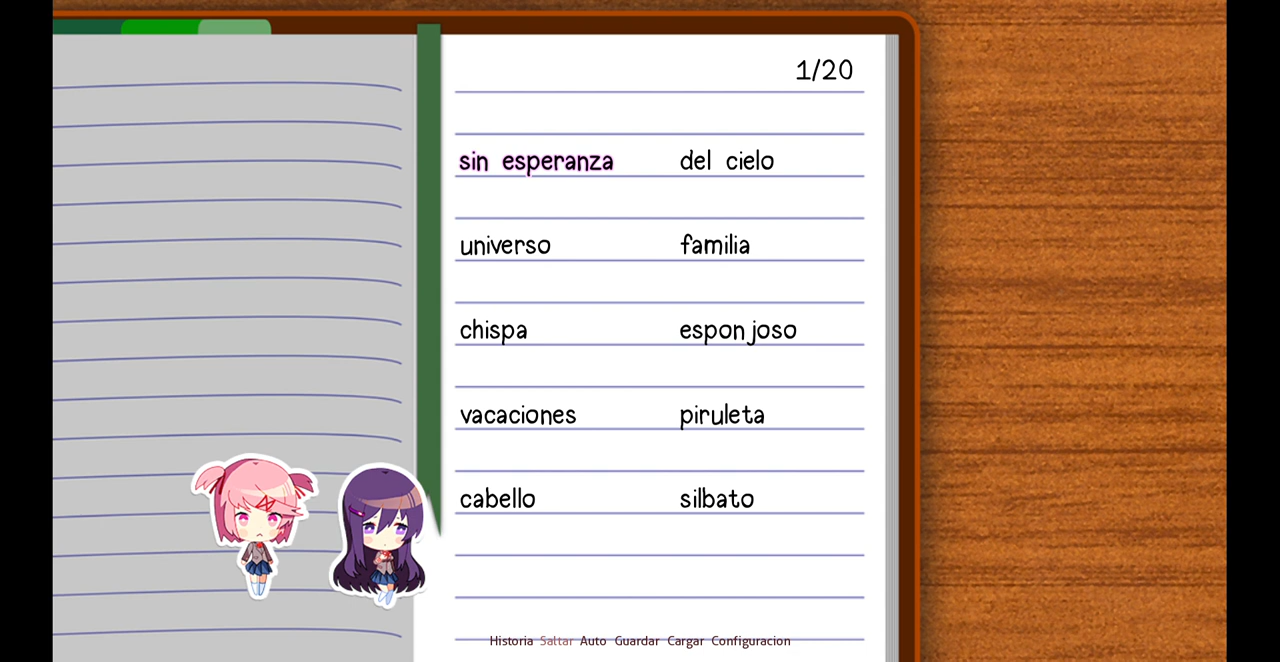 1/20
sin esperanza del cielo
universo familia
chispa esponjoso
vacaciones piruleta
cabello silbato
Historia Saltar Auto Guardar Cargar Configuracion